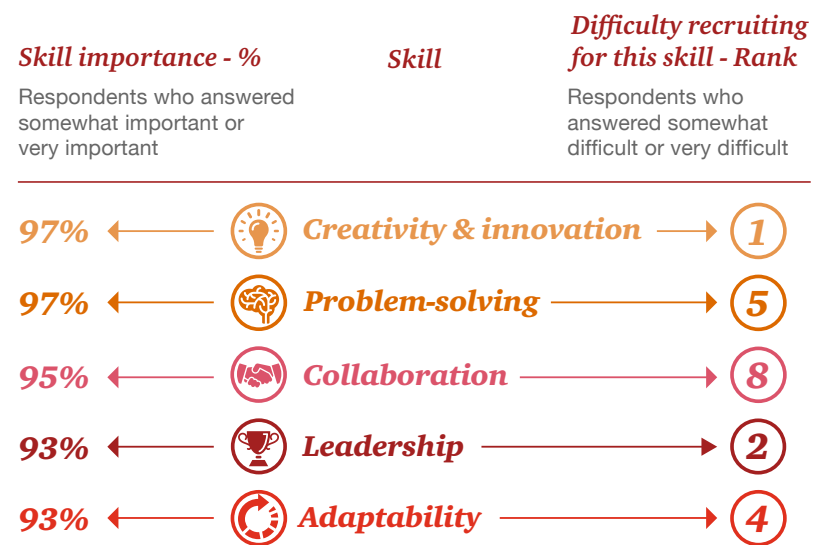 Skill importance - %
Respondents who answered
somewhat important or
very important
Skill
Difficulty recruiting
for this skill - Rank
Respondents who
answered somewhat
difficult or very difficult
97% Creativity & innovation 1
97% Problem-solving 5
95% Collaboration 8
93% Leadership 2
93% Adaptability 4